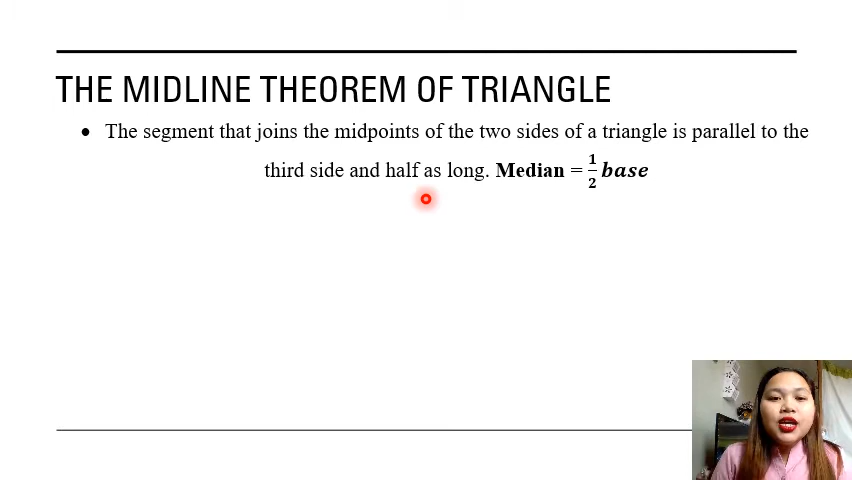 THE MIDLINE THEOREM OF TRIANGLE
• The segment that joins the midpoints of the two sides of a triangle is parallel to the
third side and half as long. Median = 1/2 base